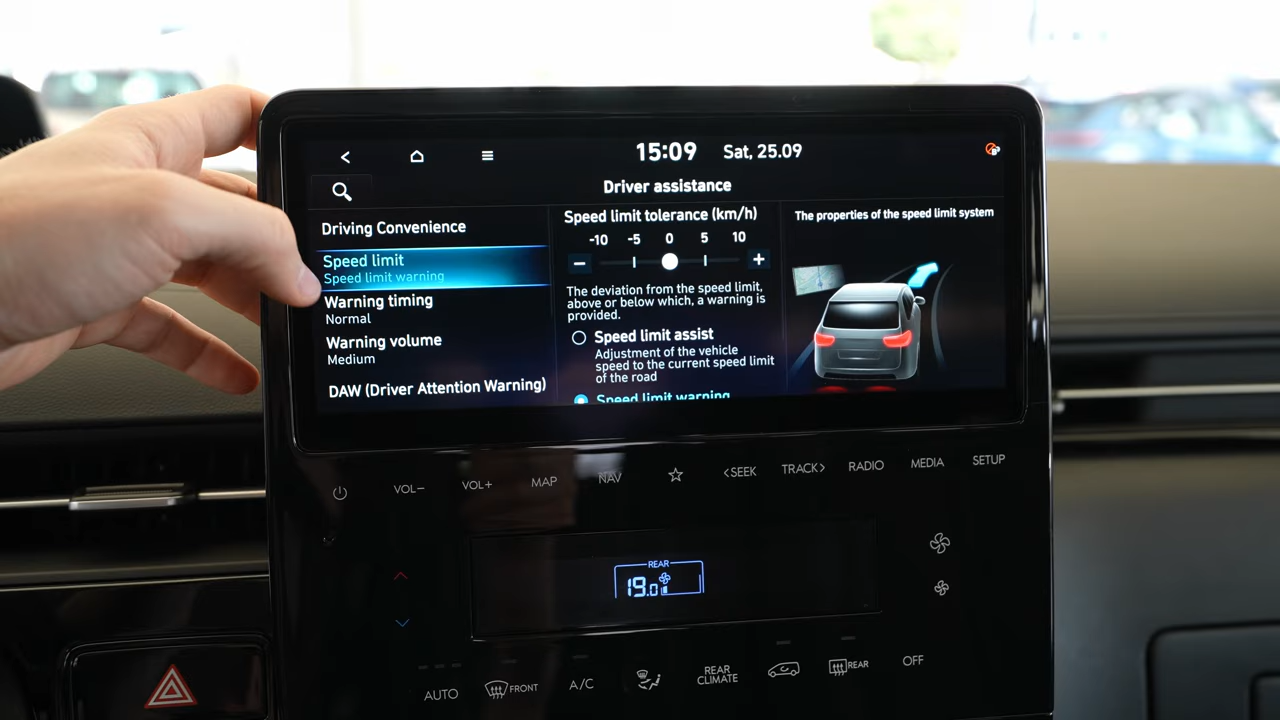 15:09 Sat, 25.09
Driver assistance
Driving Convenience
Speed limit
Speed limit warning
Warning timing
Normal
Warning volume
Medium
DAW (Driver Attention Warning)
Speed limit tolerance (km/h)
-10 -5 0 5 10
− +
The deviation from the speed limit,
above or below which, a warning is
provided.
Speed limit assist
Adjustment of the vehicle
speed to the current speed limit
of the road
Speed limit warning
The properties of the speed limit system
VOL− VOL+ MAP NAV <SEEK TRACK> RADIO MEDIA SETUP
REAR
19.0
AUTO FRONT A/C REAR
CLIMATE REAR OFF